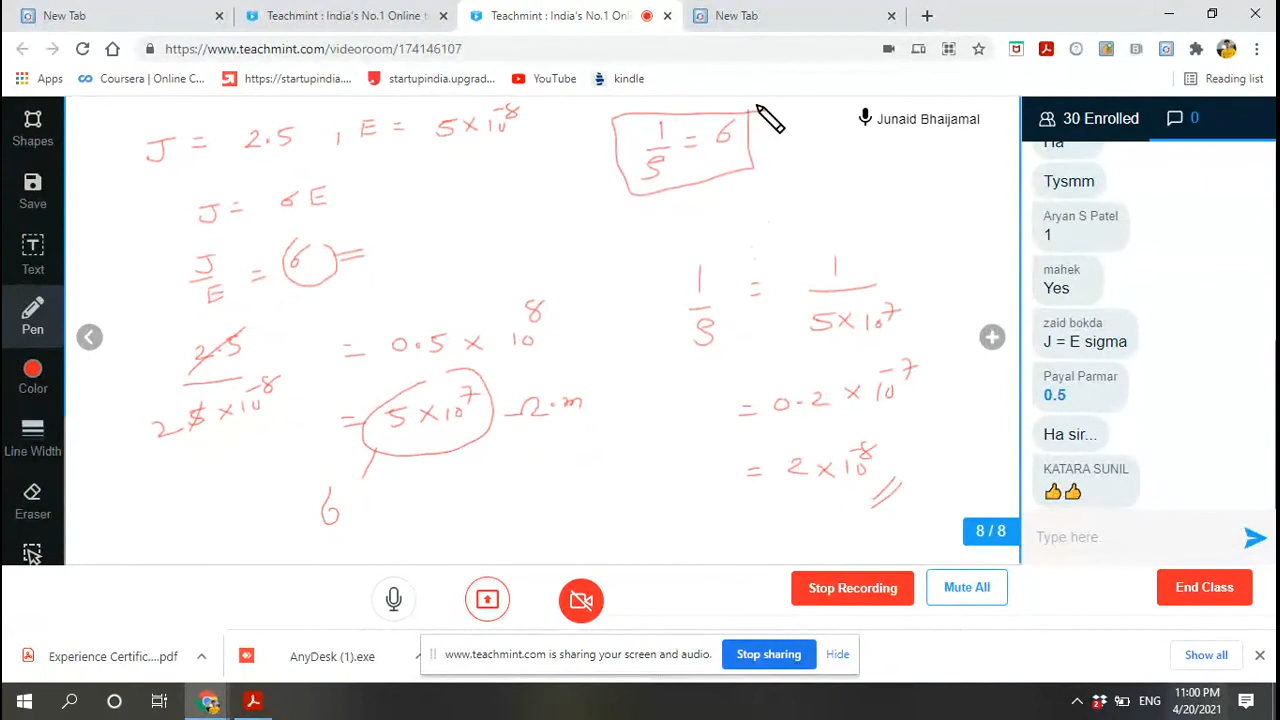 New Tab
Teachmint : India's No.1 Online t
Teachmint : India's No.1 Onl
New Tab
https://www.teachmint.com/videoroom/174146107
Apps
Coursera | Online C...
https://startupindia....
startupindia.upgrad...
YouTube
kindle
Reading list
Shapes
Save
Text
Pen
Color
Line Width
Eraser
J = 2.5 , E = 5×10⁻⁸
J = σE
J/E = σ =
2.5 / 2 5×10⁻⁸ = 0.5 × 10⁸
= 5×10⁷ Ω·m
σ
1/ρ = σ
1/ρ = 1/5×10⁷
= 0.2 × 10⁻⁷
= 2×10⁻⁸
8 / 8
Junaid Bhaijamal
30 Enrolled
0
Ha
Tysmm
Aryan S Patel
1
mahek
Yes
zaid bokda
J = E sigma
Payal Parmar
0.5
Ha sir...
KATARA SUNIL
👍👍
Type here
Stop Recording
Mute All
End Class
Experience Certific....pdf
AnyDesk (1).exe
www.teachmint.com is sharing your screen and audio.
Stop sharing
Hide
Show all
ENG
11:00 PM
4/20/2021